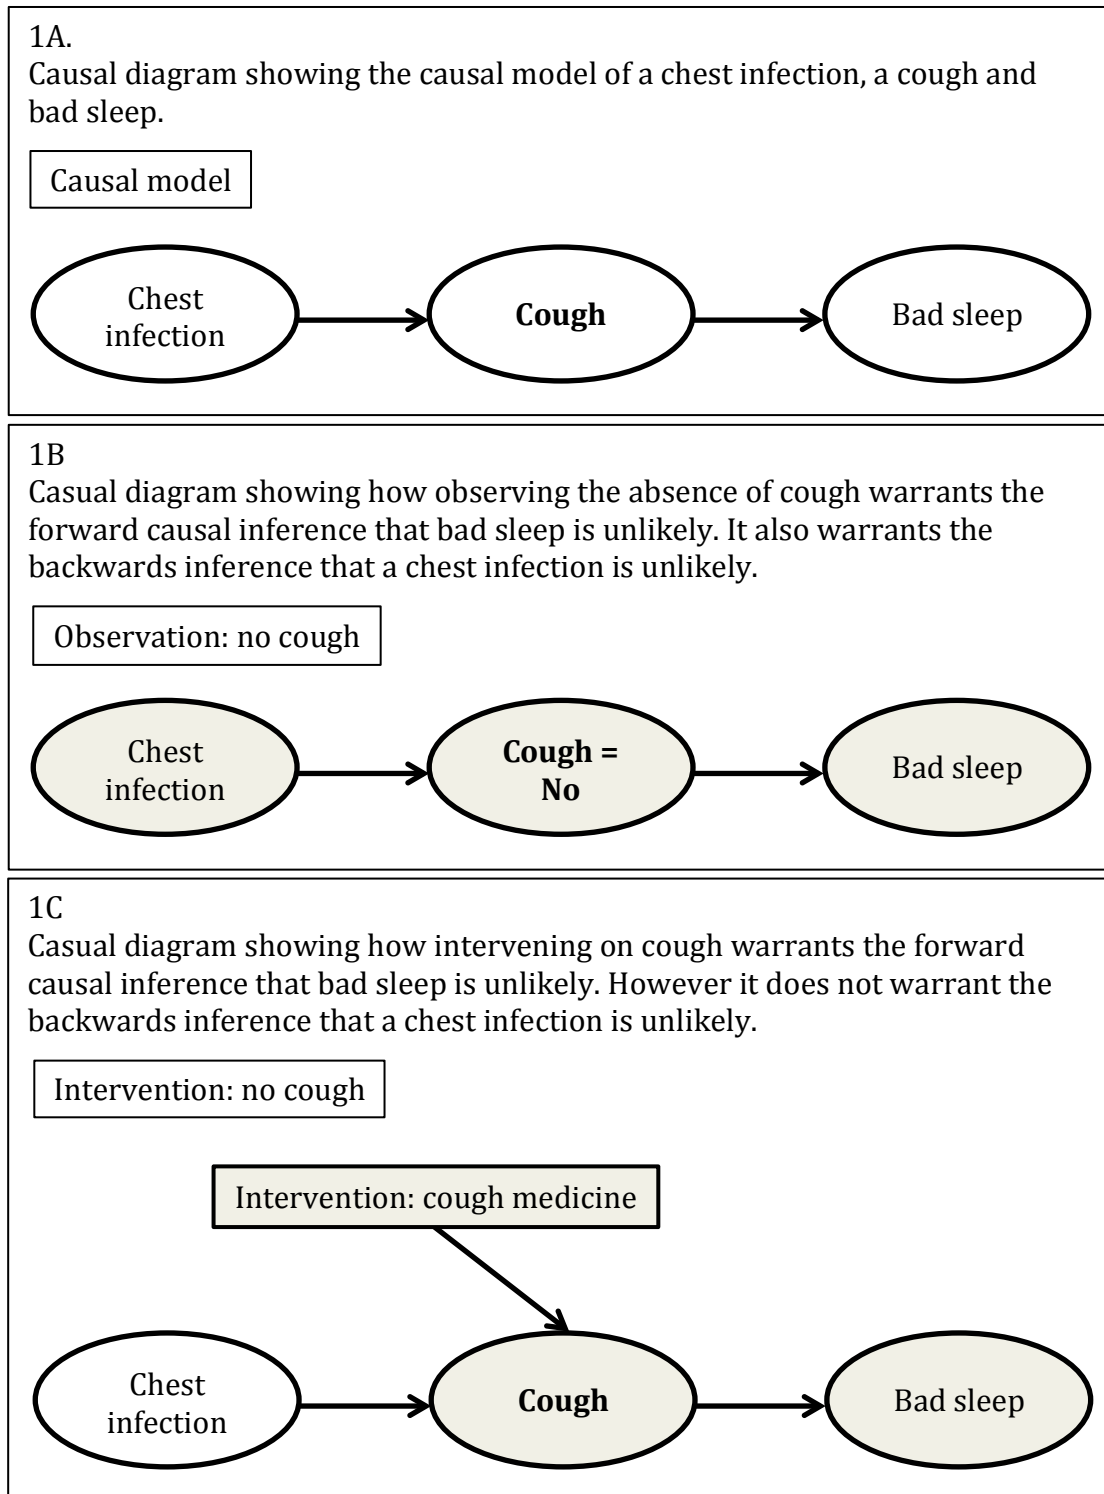 1A.
Causal diagram showing the causal model of a chest infection, a cough and
bad sleep.
Causal model
Chest
infection
Cough
Bad sleep
1B
Casual diagram showing how observing the absence of cough warrants the
forward causal inference that bad sleep is unlikely. It also warrants the
backwards inference that a chest infection is unlikely.
Observation: no cough
Chest
infection
Cough =
No
Bad sleep
1C
Casual diagram showing how intervening on cough warrants the forward
causal inference that bad sleep is unlikely. However it does not warrant the
backwards inference that a chest infection is unlikely.
Intervention: no cough
Intervention: cough medicine
Chest
infection
Cough
Bad sleep